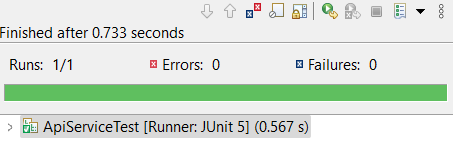 Finished after 0.733 seconds
Runs: 1/1 Errors: 0 Failures: 0
ApiServiceTest [Runner: JUnit 5] (0.567 s)